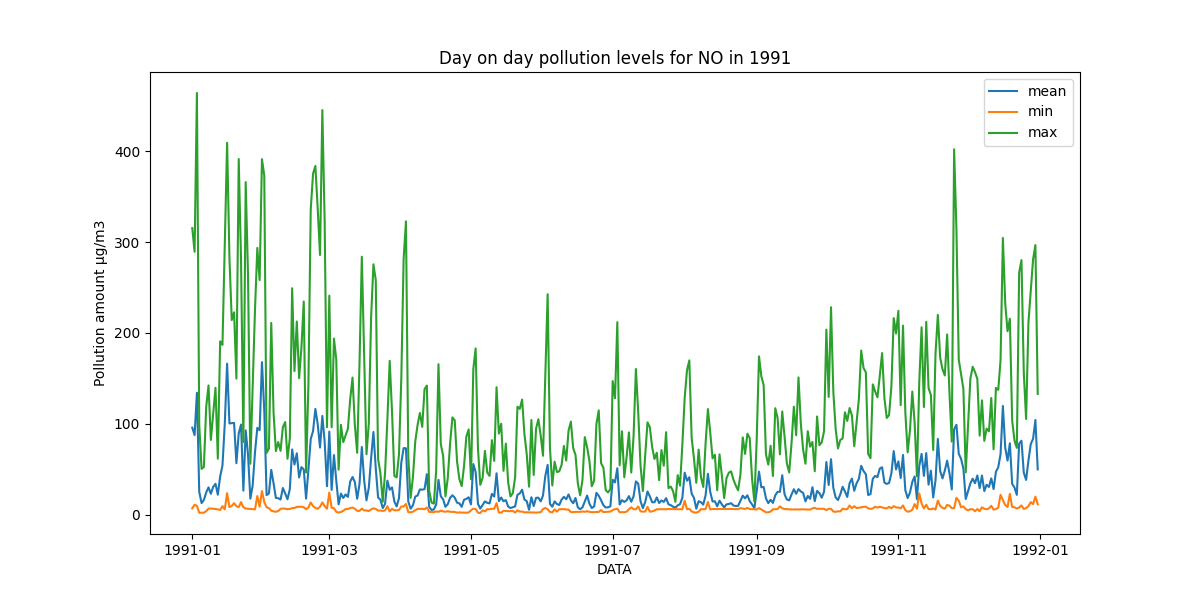 Day on day pollution levels for NO in 1991
mean
min
max
400
300
200
100
0
Pollution amount µg/m3
1991-01
1991-03
1991-05
1991-07
1991-09
1991-11
1992-01
DATA